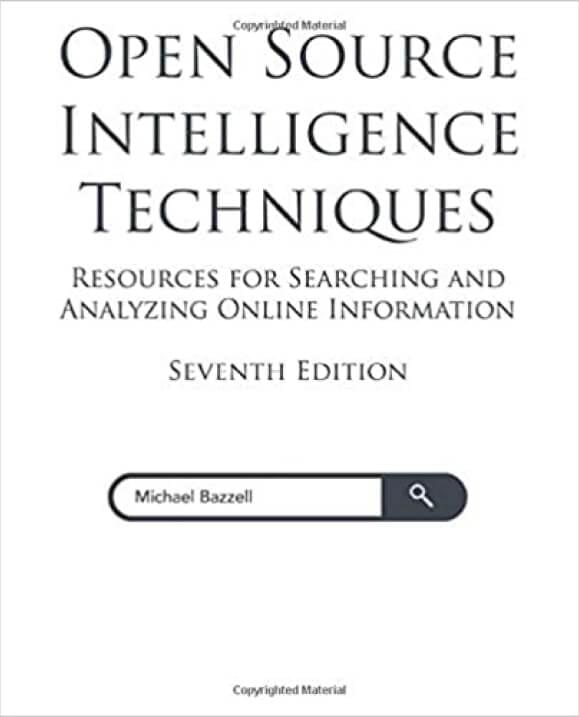 Copyrighted Material
OPEN SOURCE
INTELLIGENCE
TECHNIQUES
RESOURCES FOR SEARCHING AND
ANALYZING ONLINE INFORMATION
SEVENTH EDITION
Michael Bazzell
Copyrighted Material